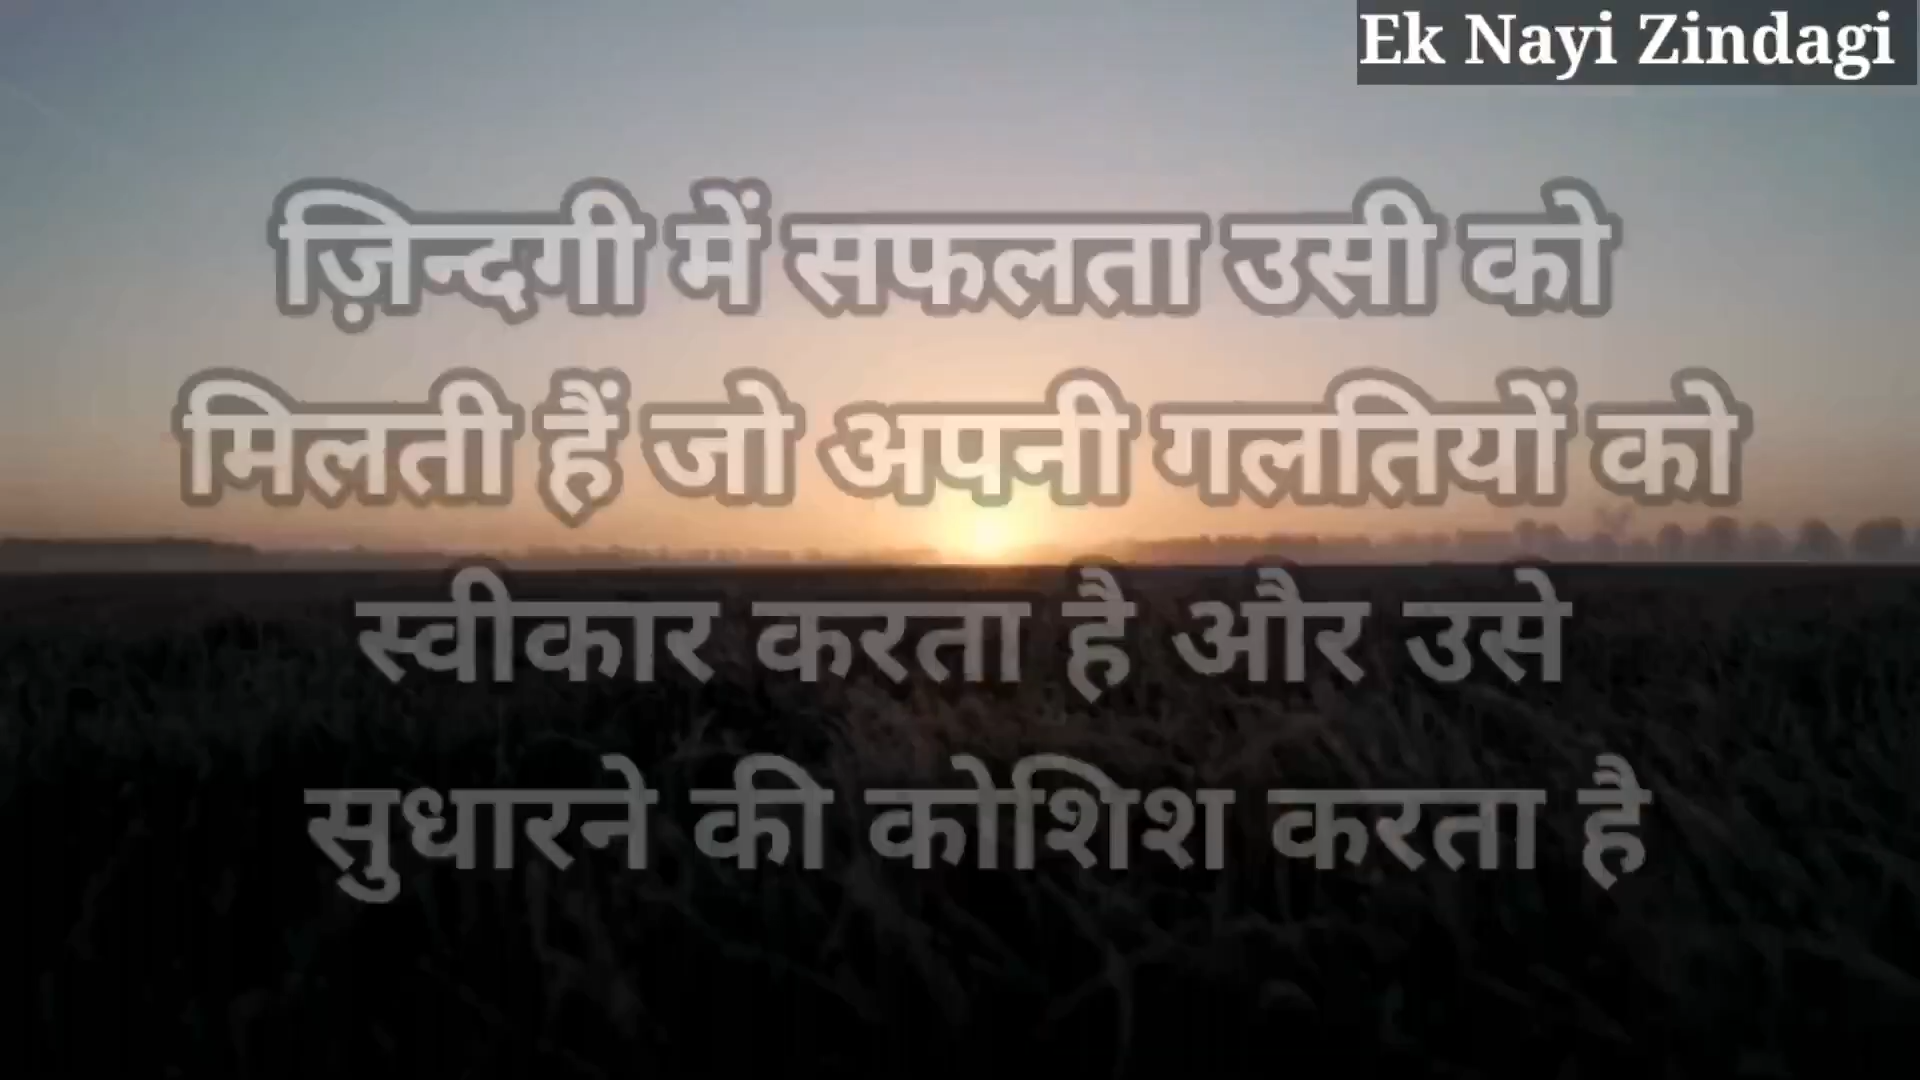 Ek Nayi Zindagi
ज़िन्दगी में सफलता उसी को
मिलती हैं जो अपनी गलतियों को
स्वीकार करता है और उसे
सुधारने की कोशिश करता है